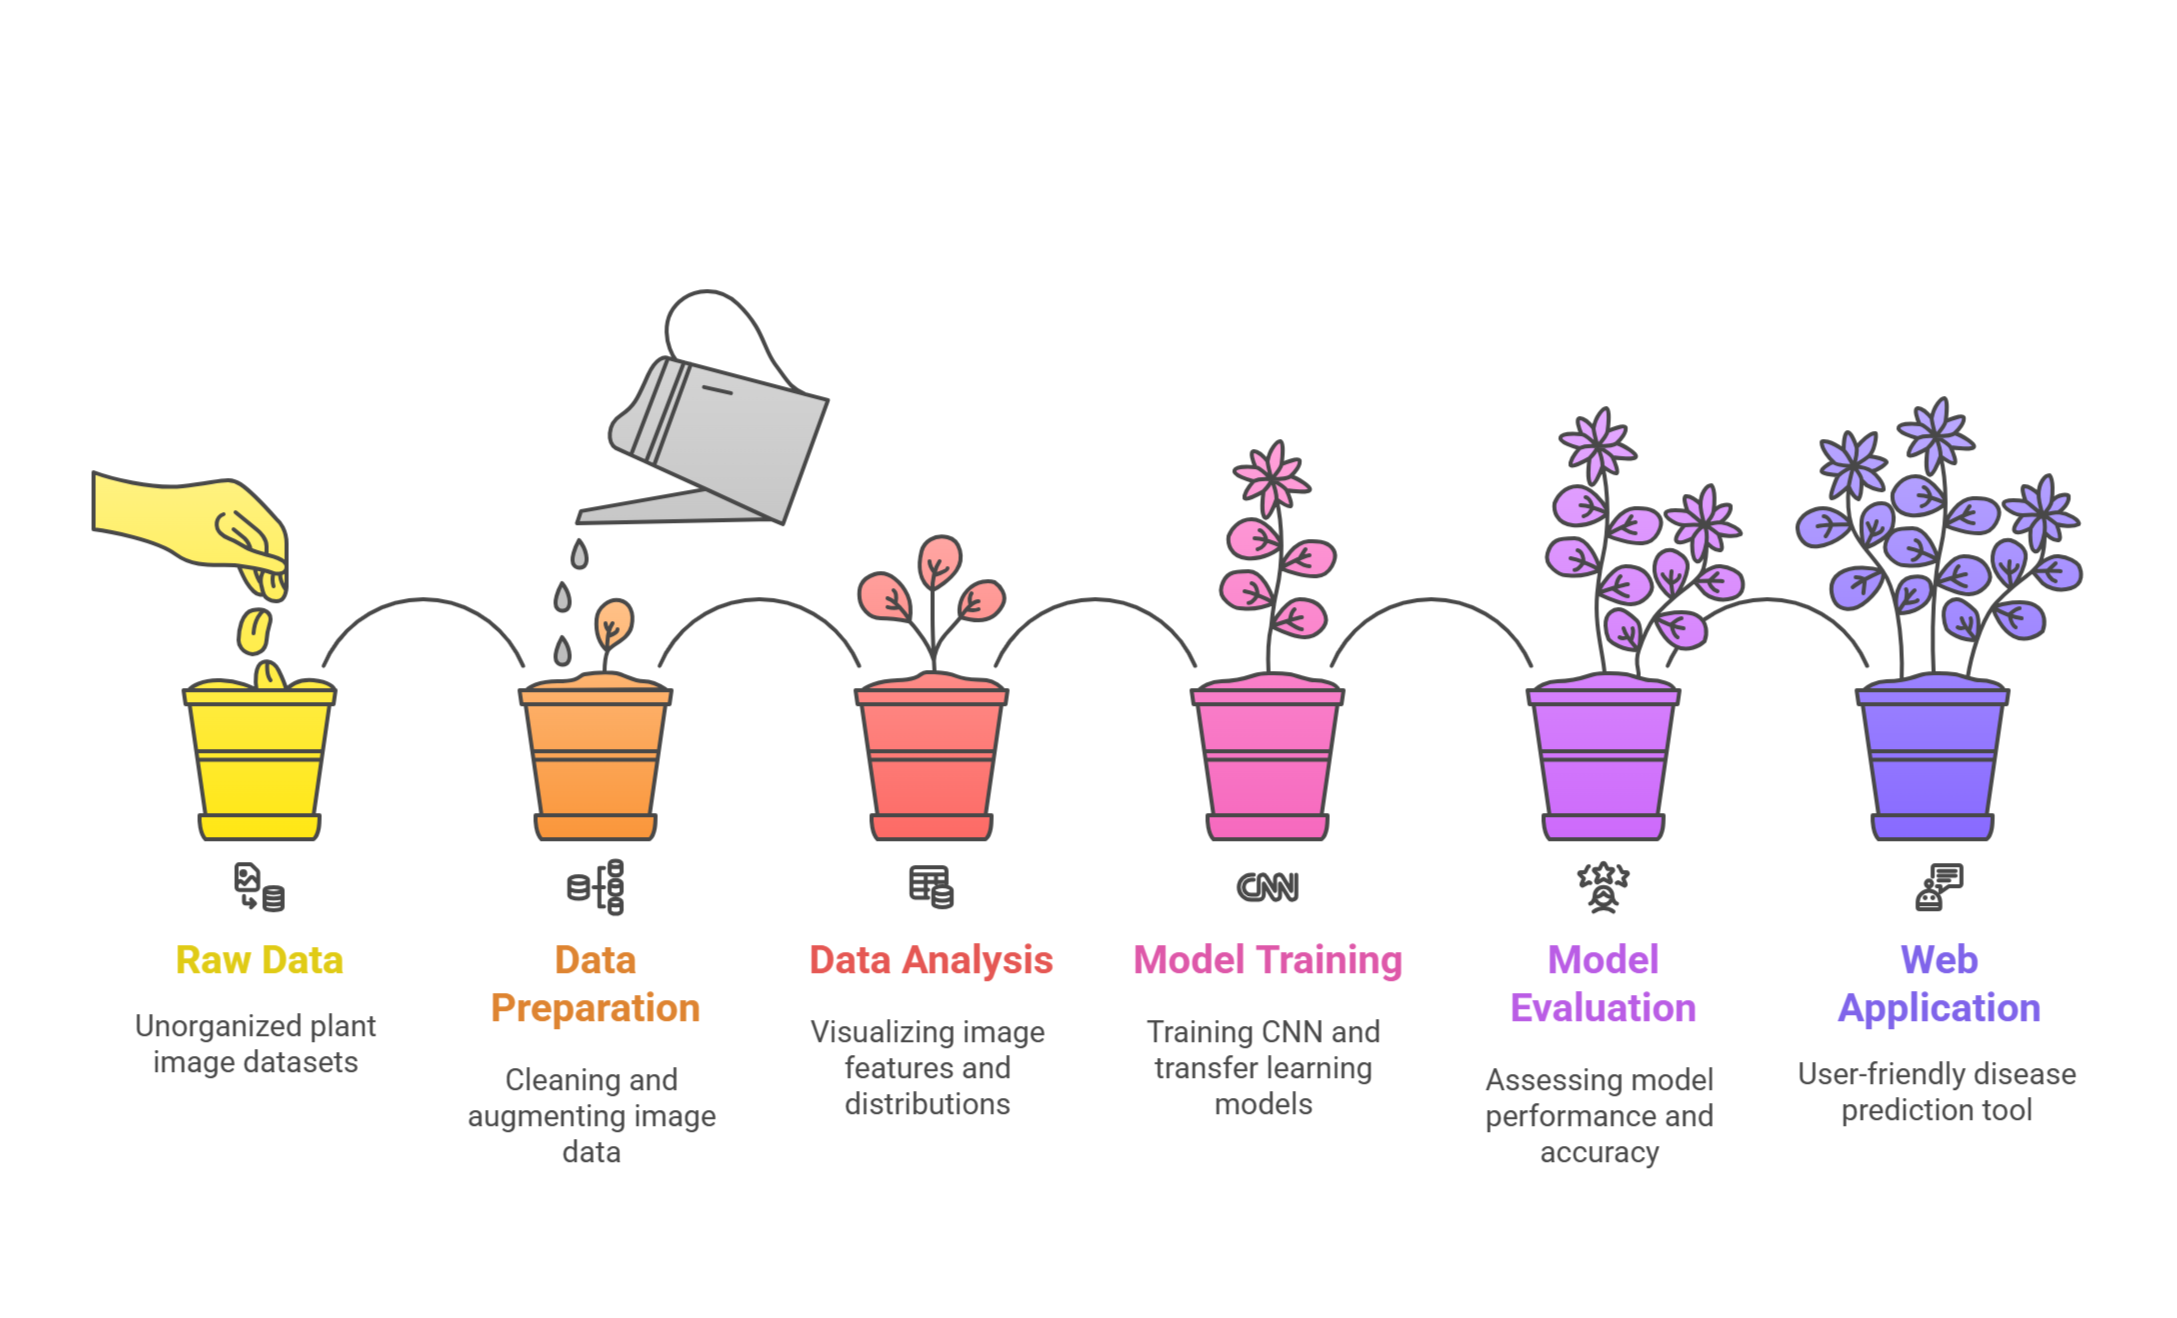 CNN
Raw Data
Unorganized plant
image datasets
Data
Preparation
Cleaning and
augmenting image
data
Data Analysis
Visualizing image
features and
distributions
Model Training
Training CNN and
transfer learning
models
Model
Evaluation
Assessing model
performance and
accuracy
Web
Application
User-friendly disease
prediction tool